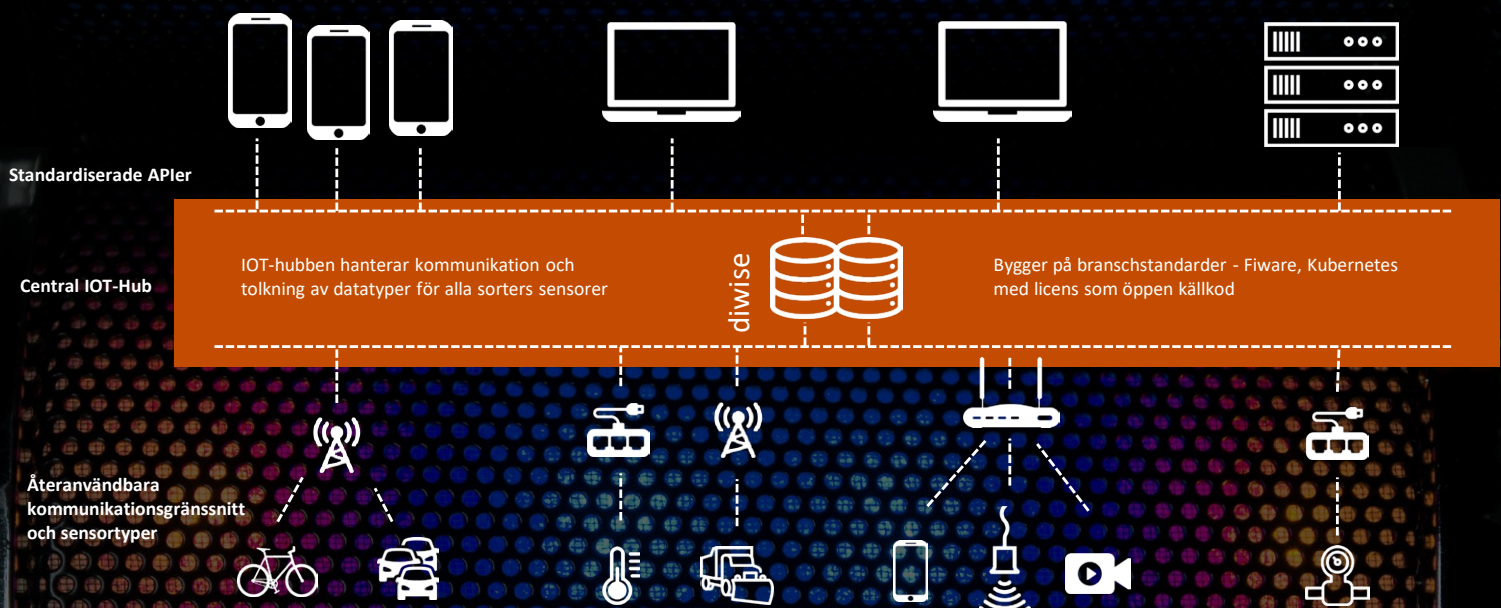 Standardiserade APIer
Central IOT-Hub
IOT-hubben hanterar kommunikation och
tolkning av datatyper för alla sorters sensorer
diwise
Bygger på branschstandarder - Fiware, Kubernetes
med licens som öppen källkod
Återanvändbara
kommunikationsgränssnitt
och sensortyper